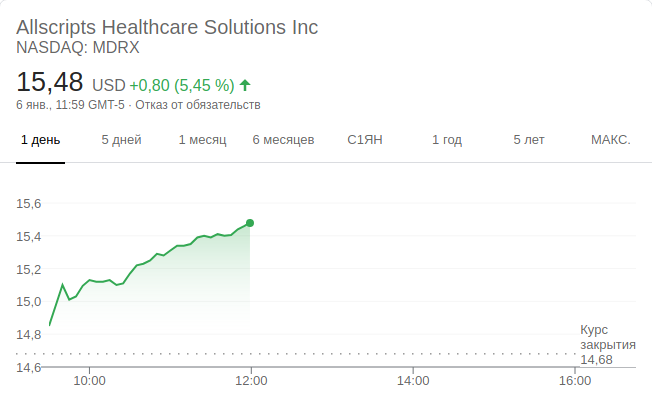 Allscripts Healthcare Solutions Inc
NASDAQ: MDRX
15,48 USD +0,80 (5,45 %)
6 янв., 11:59 GMT-5 · Отказ от обязательств
1 день 5 дней 1 месяц 6 месяцев С1ЯН 1 год 5 лет МАКС.
15,6
15,4
15,2
15,0
14,8
14,6
Курс
закрытия
14,68
10:00 12:00 14:00 16:00